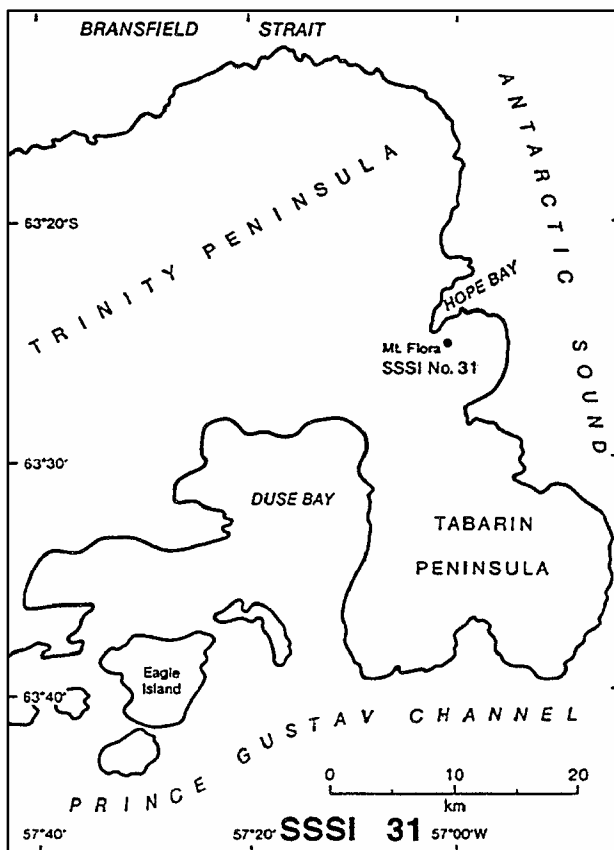 BRANSFIELD STRAIT
ANTARCTIC SOUND
TRINITY PENINSULA
63°20'S
HOPE BAY
Mt. Flora
SSSI No. 31
63°30'
DUSE BAY
TABARIN
PENINSULA
Eagle
Island
63°40'
PRINCE GUSTAV CHANNEL
0 10 20
km
SSSI 31
57°40' 57°20' 57°00'W